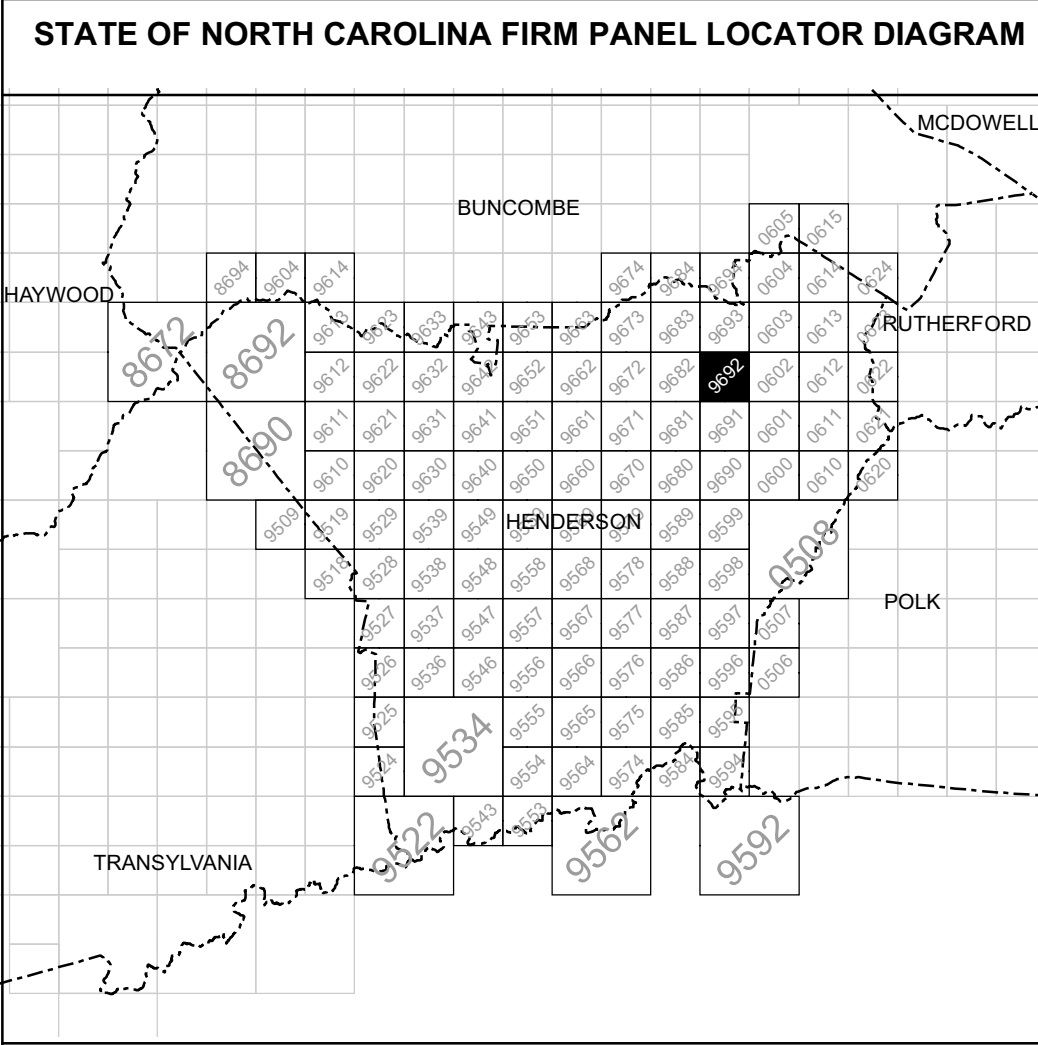 STATE OF NORTH CAROLINA FIRM PANEL LOCATOR DIAGRAM
MCDOWELL
BUNCOMBE
0605 0615
8694 9604 9614 9674 9684 9694 0604 0614 0624
HAYWOOD
8672 8692 9613 9623 9633 9643 9653 9663 9673 9683 9693 0603 0613
RUTHERFORD
9612 9622 9632 9642 9652 9662 9672 9682 9692 0602 0612 0622
8690 9611 9621 9631 9641 9651 9661 9671 9681 9691 0601 0611 0621
9610 9620 9630 9640 9650 9660 9670 9680 9690 0600 0610 0620
9509 9519 9529 9539 9549 9589 9599
HENDERSON
0508
9518 9528 9538 9548 9558 9568 9578 9588 9598
POLK
9527 9537 9547 9557 9567 9577 9587 9597 0507
9526 9536 9546 9556 9566 9576 9586 9596 0506
9525 9534 9555 9565 9575 9585 9595
9524 9554 9564 9574 9584 9594
9522 9543 9553 9562 9592
TRANSYLVANIA